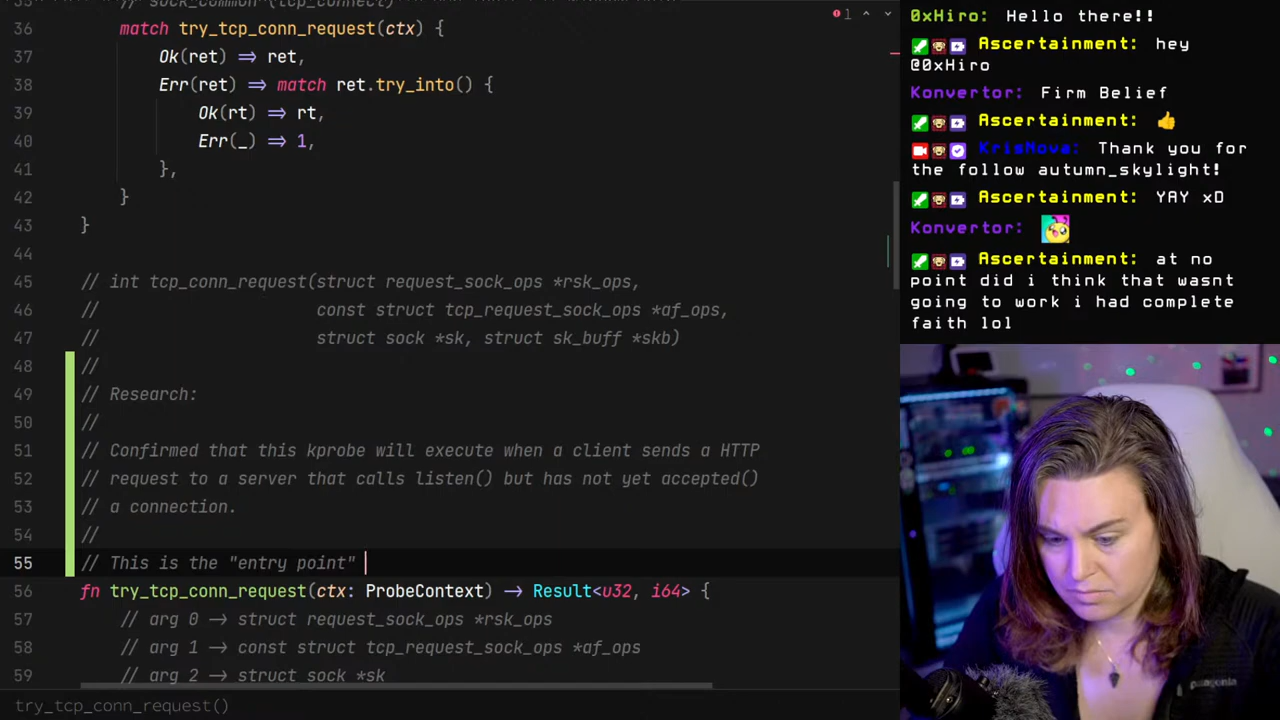 35 // sock_common (tcp_connect)
36 match try_tcp_conn_request(ctx) {
37 Ok(ret) => ret,
38 Err(ret) => match ret.try_into() {
39 Ok(rt) => rt,
40 Err(_) => 1,
41 },
42 }
43 }
44
45 // int tcp_conn_request(struct request_sock_ops *rsk_ops,
46 // const struct tcp_request_sock_ops *af_ops,
47 // struct sock *sk, struct sk_buff *skb)
48 //
49 // Research:
50 //
51 // Confirmed that this kprobe will execute when a client sends a HTTP
52 // request to a server that calls listen() but has not yet accepted()
53 // a connection.
54 //
55 // This is the "entry point"
56 fn try_tcp_conn_request(ctx: ProbeContext) -> Result<u32, i64> {
57 // arg 0 -> struct request_sock_ops *rsk_ops
58 // arg 1 -> const struct tcp_request_sock_ops *af_ops
59 // arg 2 -> struct sock *sk
try_tcp_conn_request()
1
0xHiro: Hello there!!
Ascertainment: hey
@0xHiro
Konvertor: Firm Belief
Ascertainment: 👍
KrisNova: Thank you for
the follow autumn_skylight!
Ascertainment: YAY xD
Konvertor:
Ascertainment: at no
point did i think that wasnt
going to work i had complete
faith lol
patagonia